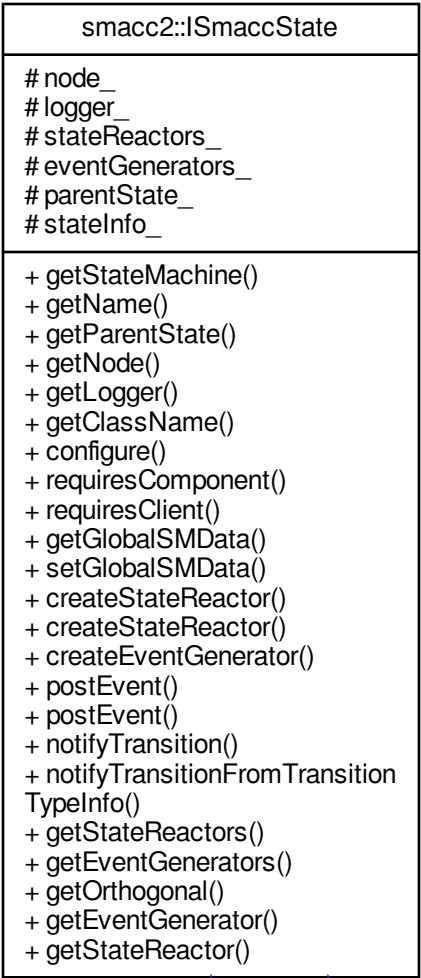 smacc2::ISmaccState
# node_
# logger_
# stateReactors_
# eventGenerators_
# parentState_
# stateInfo_
+ getStateMachine()
+ getName()
+ getParentState()
+ getNode()
+ getLogger()
+ getClassName()
+ configure()
+ requiresComponent()
+ requiresClient()
+ getGlobalSMData()
+ setGlobalSMData()
+ createStateReactor()
+ createStateReactor()
+ createEventGenerator()
+ postEvent()
+ postEvent()
+ notifyTransition()
+ notifyTransitionFromTransition
TypeInfo()
+ getStateReactors()
+ getEventGenerators()
+ getOrthogonal()
+ getEventGenerator()
+ getStateReactor()